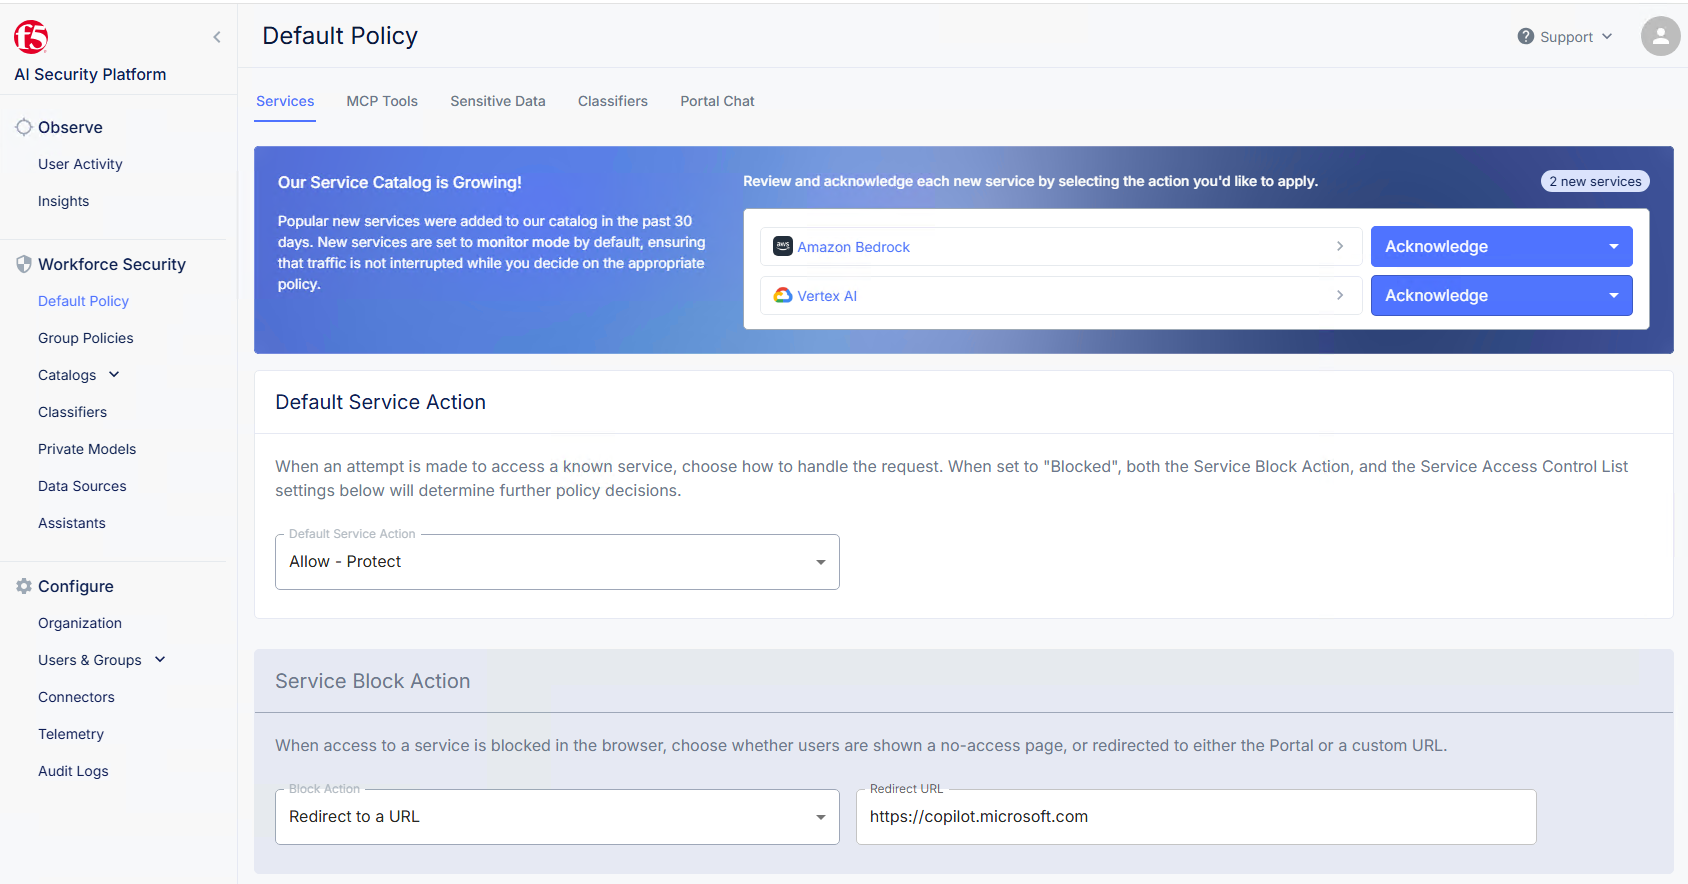 f5
AI Security Platform
Observe
User Activity
Insights
Workforce Security
Default Policy
Group Policies
Catalogs
Classifiers
Private Models
Data Sources
Assistants
Configure
Organization
Users & Groups
Connectors
Telemetry
Audit Logs
Default Policy
Support
Services
MCP Tools
Sensitive Data
Classifiers
Portal Chat
Our Service Catalog is Growing!
Popular new services were added to our catalog in the past 30
days. New services are set to monitor mode by default, ensuring
that traffic is not interrupted while you decide on the appropriate
policy.
Review and acknowledge each new service by selecting the action you'd like to apply.
2 new services
aws
Amazon Bedrock
Acknowledge
Vertex AI
Acknowledge
Default Service Action
When an attempt is made to access a known service, choose how to handle the request. When set to "Blocked", both the Service Block Action, and the Service Access Control List
settings below will determine further policy decisions.
Default Service Action
Allow - Protect
Service Block Action
When access to a service is blocked in the browser, choose whether users are shown a no-access page, or redirected to either the Portal or a custom URL.
Block Action
Redirect to a URL
Redirect URL
https://copilot.microsoft.com